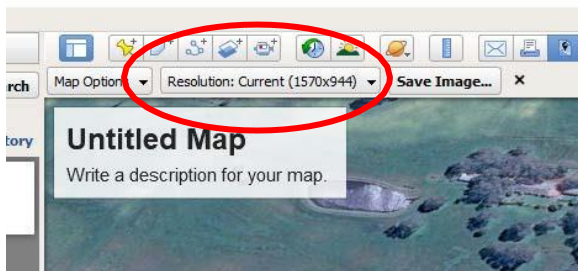 rch Map Options Resolution: Current (1570x944) Save Image... x
tory
Untitled Map
Write a description for your map.